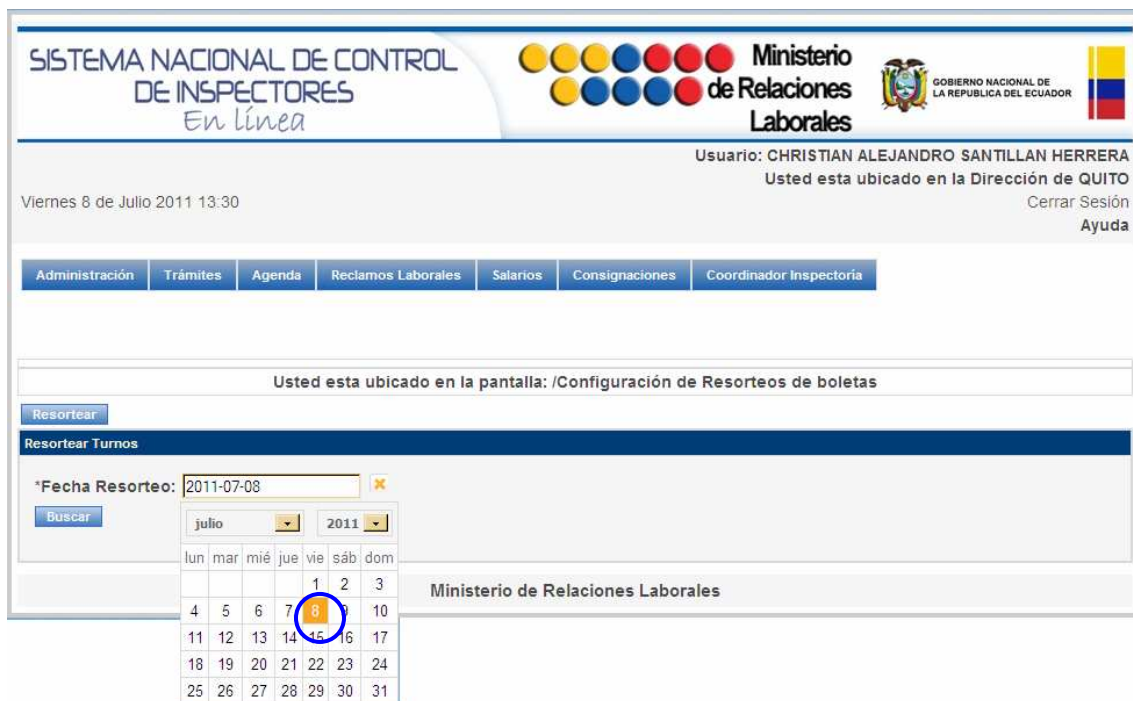 SISTEMA NACIONAL DE CONTROL
DE INSPECTORES
En línea
Ministerio
de Relaciones
Laborales
GOBIERNO NACIONAL DE
LA REPUBLICA DEL ECUADOR
Usuario: CHRISTIAN ALEJANDRO SANTILLAN HERRERA
Usted esta ubicado en la Dirección de QUITO
Viernes 8 de Julio 2011 13:30
Cerrar Sesión
Ayuda
Administración Trámites Agenda Reclamos Laborales Salarios Consignaciones Coordinador Inspectoría
Usted esta ubicado en la pantalla: /Configuración de Resorteos de boletas
Resortear
Resortear Turnos
*Fecha Resorteo: 2011-07-08
Buscar
julio 2011
lun mar mié jue vie sáb dom
1 2 3
4 5 6 7 8 9 10
11 12 13 14 15 16 17
18 19 20 21 22 23 24
25 26 27 28 29 30 31
Ministerio de Relaciones Laborales